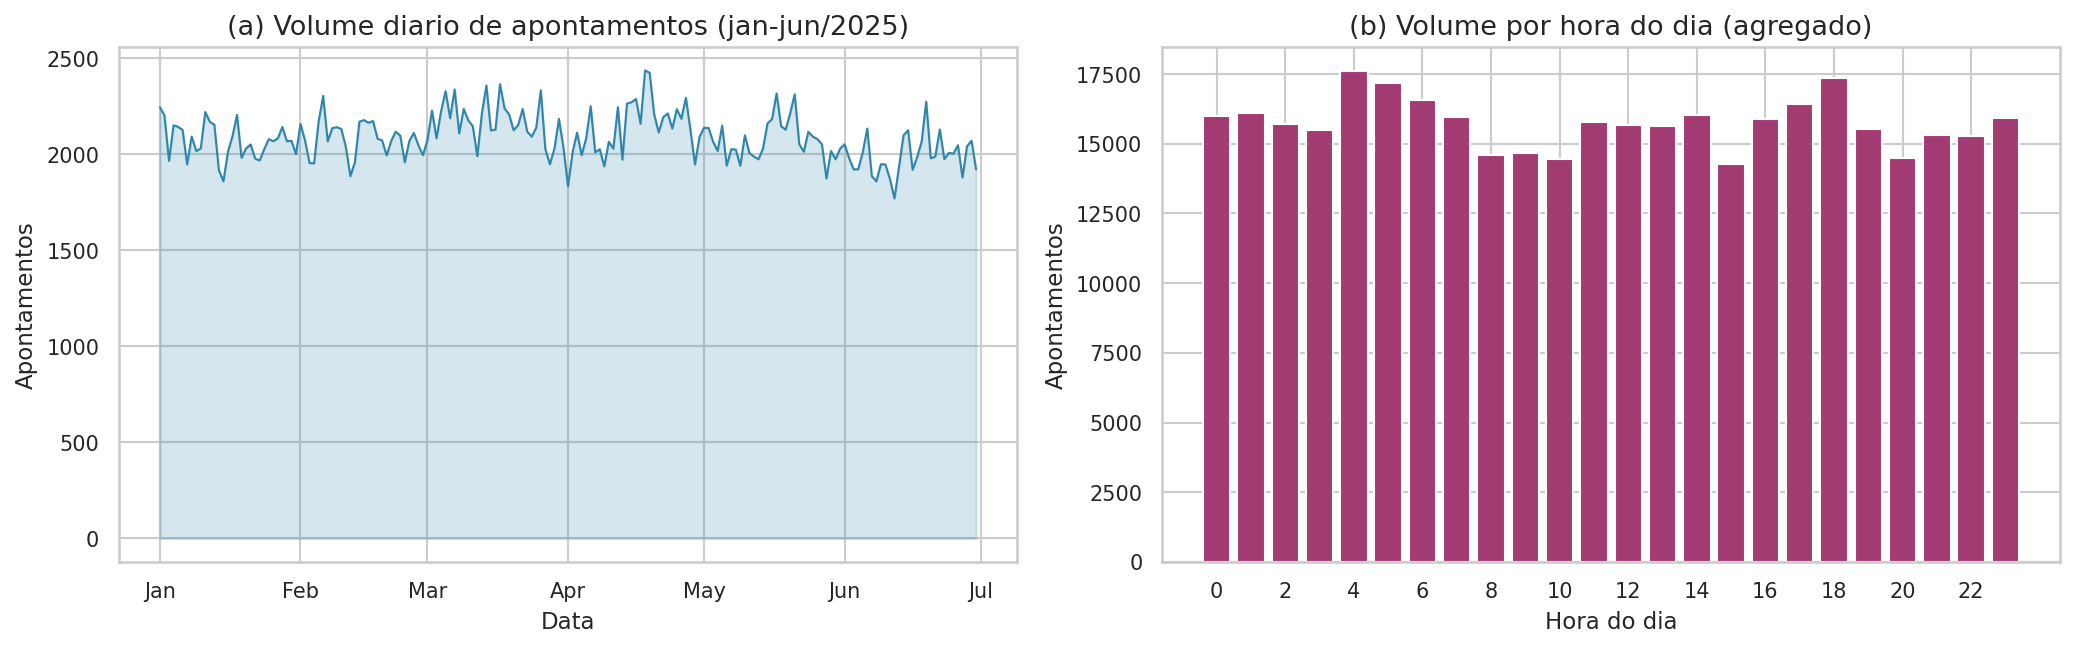 (a) Volume diario de apontamentos (jan-jun/2025)
2500
2000
1500
1000
500
0
Apontamentos
Jan Feb Mar Apr May Jun Jul
Data
(b) Volume por hora do dia (agregado)
17500
15000
12500
10000
7500
5000
2500
0
Apontamentos
0 2 4 6 8 10 12 14 16 18 20 22
Hora do dia